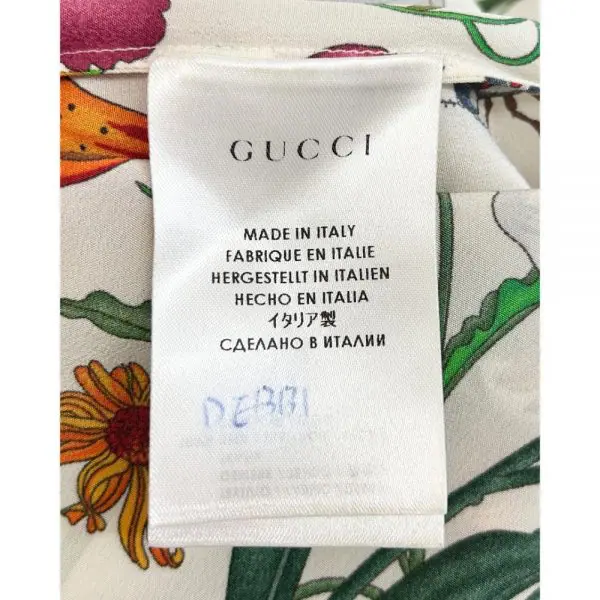 GUCCI
MADE IN ITALY
FABRIQUE EN ITALIE
HERGESTELLT IN ITALIEN
HECHO EN ITALIA
イタリア製
СДЕЛАНО В ИТАЛИИ
DEBBI